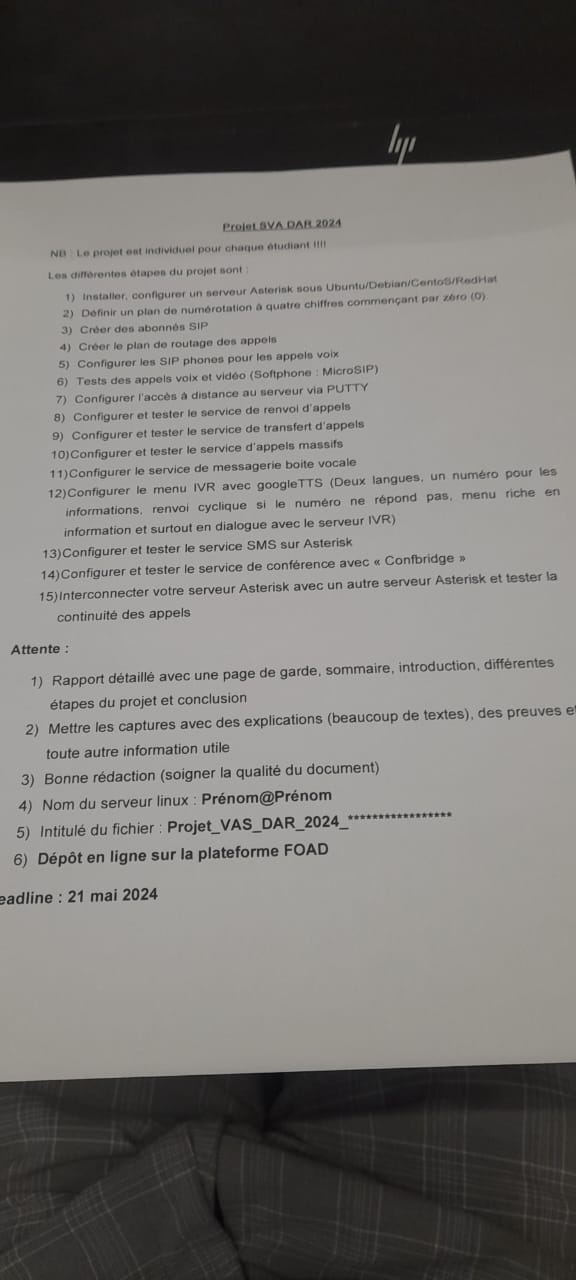 hp
Projet SVA DAR 2024
NB : Le projet est individuel pour chaque étudiant !!!!
Les différentes étapes du projet sont :
1) Installer, configurer un serveur Asterisk sous Ubuntu/Debian/CentoS/RedHat
2) Définir un plan de numérotation à quatre chiffres commençant par zéro (0).
3) Créer des abonnés SIP
4) Créer le plan de routage des appels
5) Configurer les SIP phones pour les appels voix
6) Tests des appels voix et vidéo (Softphone : MicroSIP)
7) Configurer l'accès à distance au serveur via PUTTY
8) Configurer et tester le service de renvoi d'appels
9) Configurer et tester le service de transfert d'appels
10)Configurer et tester le service d'appels massifs
11)Configurer le service de messagerie boite vocale
12)Configurer le menu IVR avec googleTTS (Deux langues, un numéro pour les
informations, renvoi cyclique si le numéro ne répond pas, menu riche en
information et surtout en dialogue avec le serveur IVR)
13)Configurer et tester le service SMS sur Asterisk
14)Configurer et tester le service de conférence avec « Confbridge »
15)Interconnecter votre serveur Asterisk avec un autre serveur Asterisk et tester la
continuité des appels
Attente :
1) Rapport détaillé avec une page de garde, sommaire, introduction, différentes
étapes du projet et conclusion
2) Mettre les captures avec des explications (beaucoup de textes), des preuves et
toute autre information utile
3) Bonne rédaction (soigner la qualité du document)
4) Nom du serveur linux : Prénom@Prénom
5) Intitulé du fichier : Projet_VAS_DAR_2024_*****************
6) Dépôt en ligne sur la plateforme FOAD
eadline : 21 mai 2024